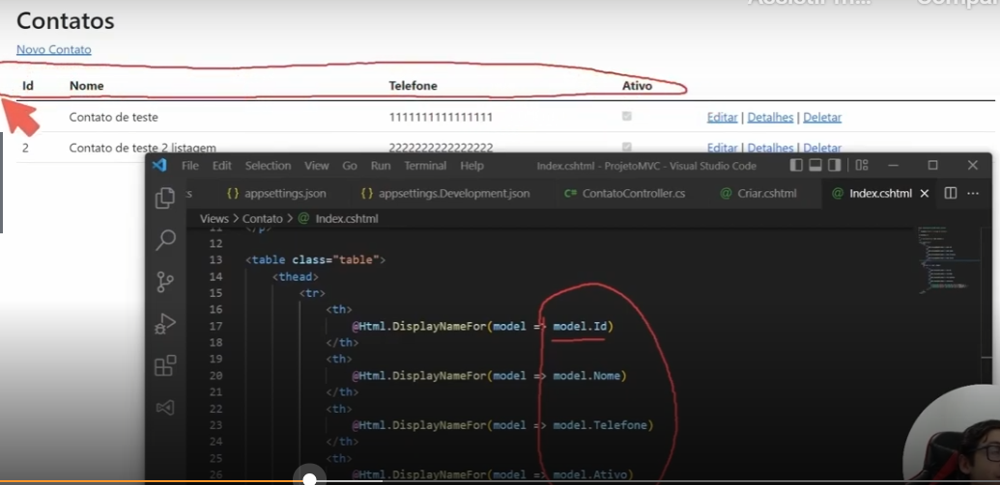 Contatos
Novo Contato
Id Nome Telefone Ativo
Contato de teste 1111111111111111 Editar | Detalhes | Deletar
2 Contato de teste 2 listagem 2222222222222222 Editar | Detalhes | Deletar
File Edit Selection View Go Run Terminal Help Index.cshtml - ProjetoMVC - Visual Studio Code
cs {} appsettings.json {} appsettings.Development.json C# ContatoController.cs @ Criar.cshtml @ Index.cshtml
Views > Contato > @ Index.cshtml
11 </p>
12
13 <table class="table">
14 <thead>
15 <tr>
16 <th>
17 @Html.DisplayNameFor(model => model.Id)
18 </th>
19 <th>
20 @Html.DisplayNameFor(model => model.Nome)
21 </th>
22 <th>
23 @Html.DisplayNameFor(model => model.Telefone)
24 </th>
25 <th>
26 @Html.DisplayNameFor(model => model.Ativo)